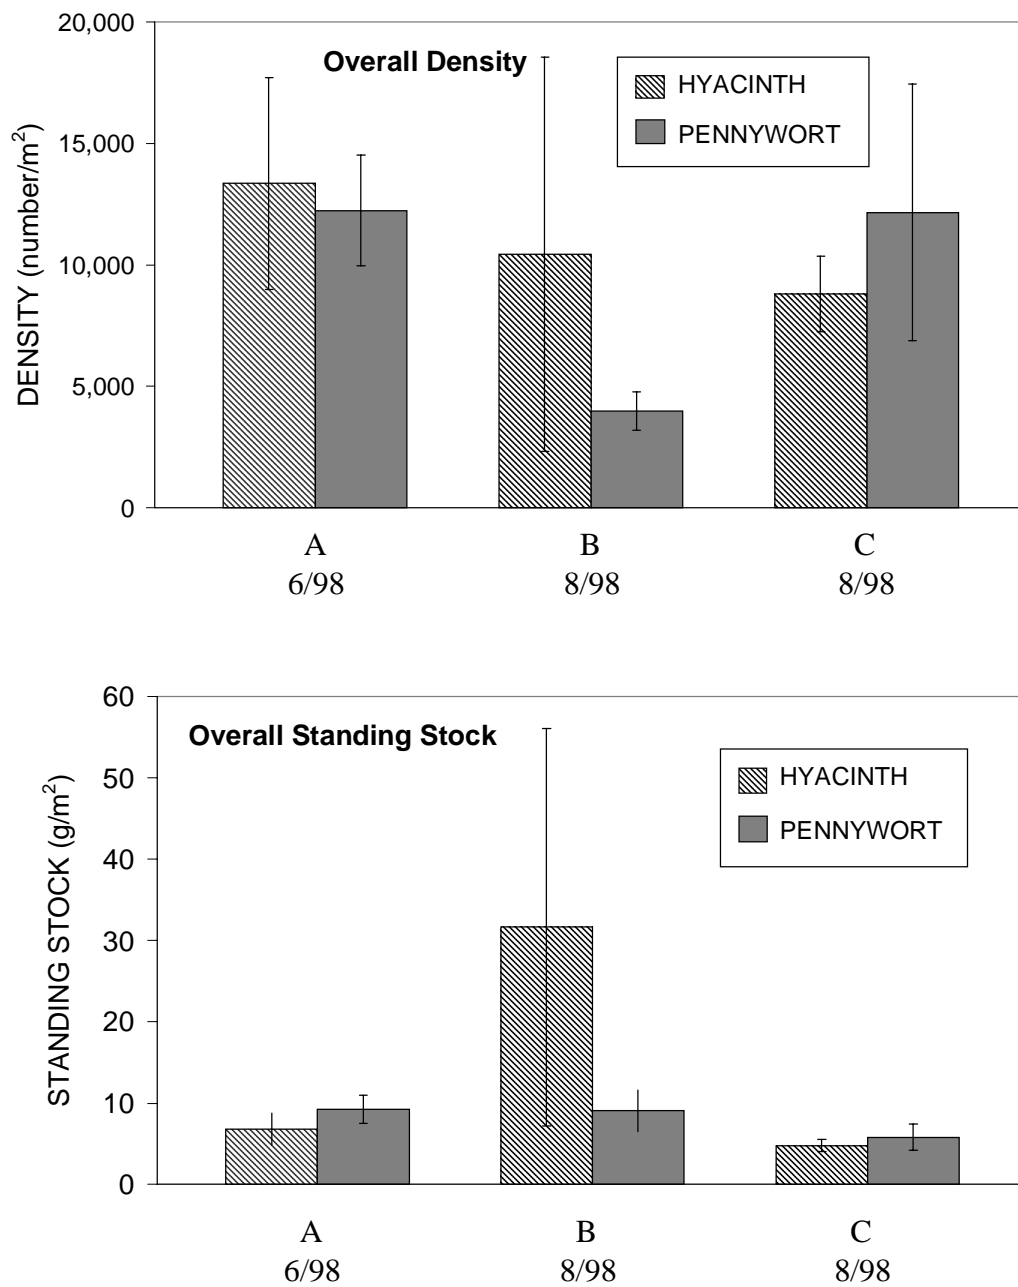 Overall Density
HYACINTH
PENNYWORT
DENSITY (number/m²)
20,000
15,000
10,000
5,000
0
A
B
C
6/98
8/98
8/98
Overall Standing Stock
HYACINTH
PENNYWORT
STANDING STOCK (g/m²)
60
50
40
30
20
10
0
A
B
C
6/98
8/98
8/98